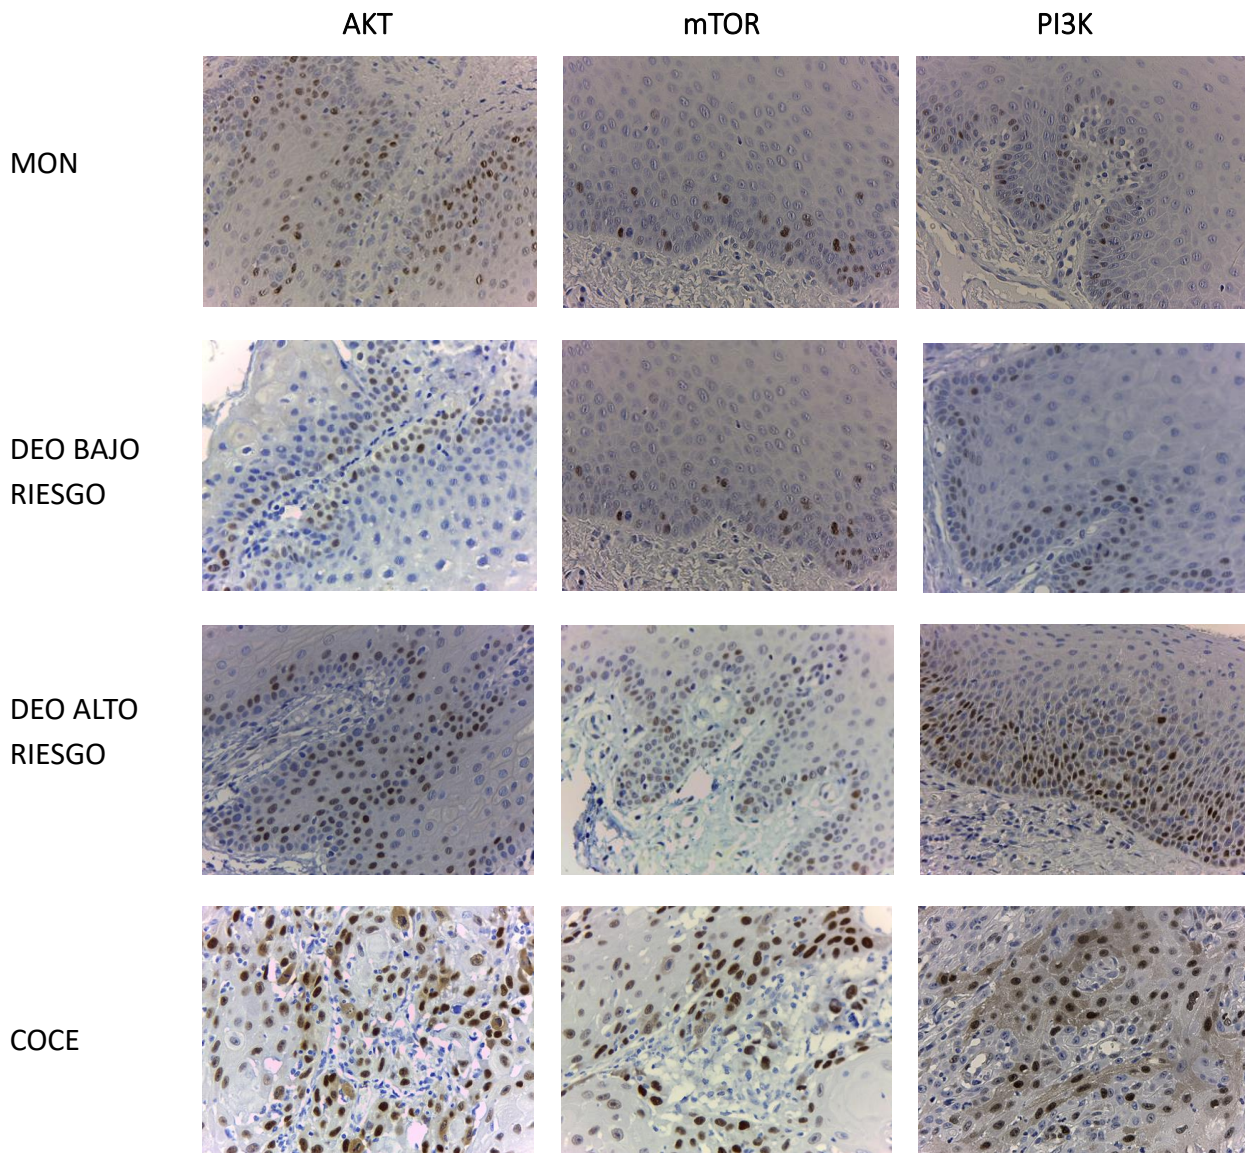 AKT mTOR PI3K
MON
DEO BAJO
RIESGO
DEO ALTO
RIESGO
COCE